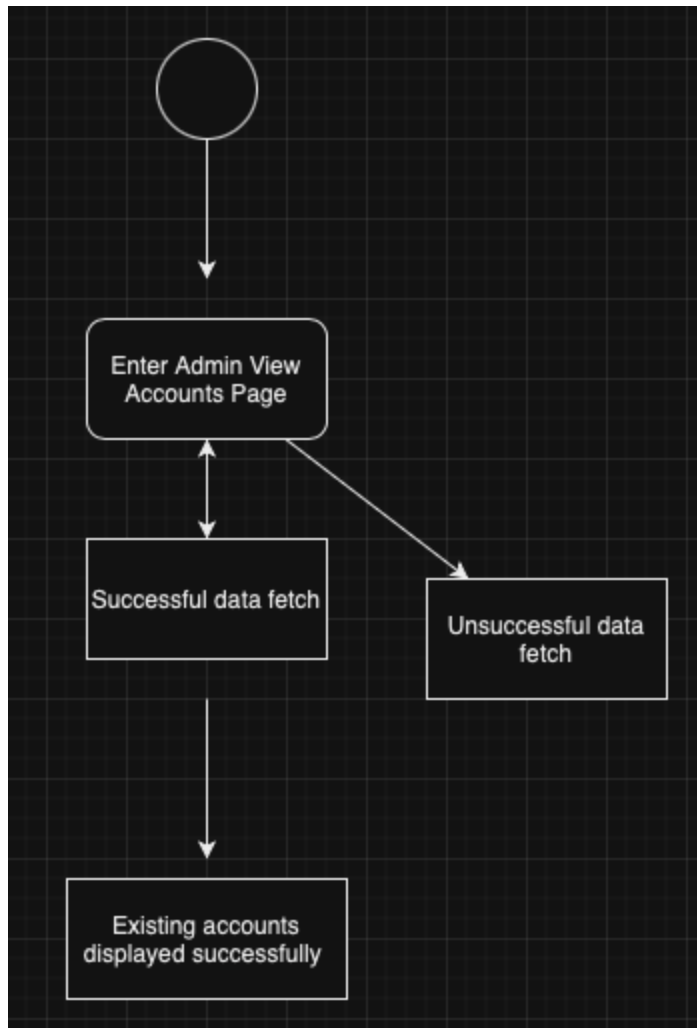 Enter Admin View
Accounts Page
Successful data fetch
Unsuccessful data
fetch
Existing accounts
displayed successfully